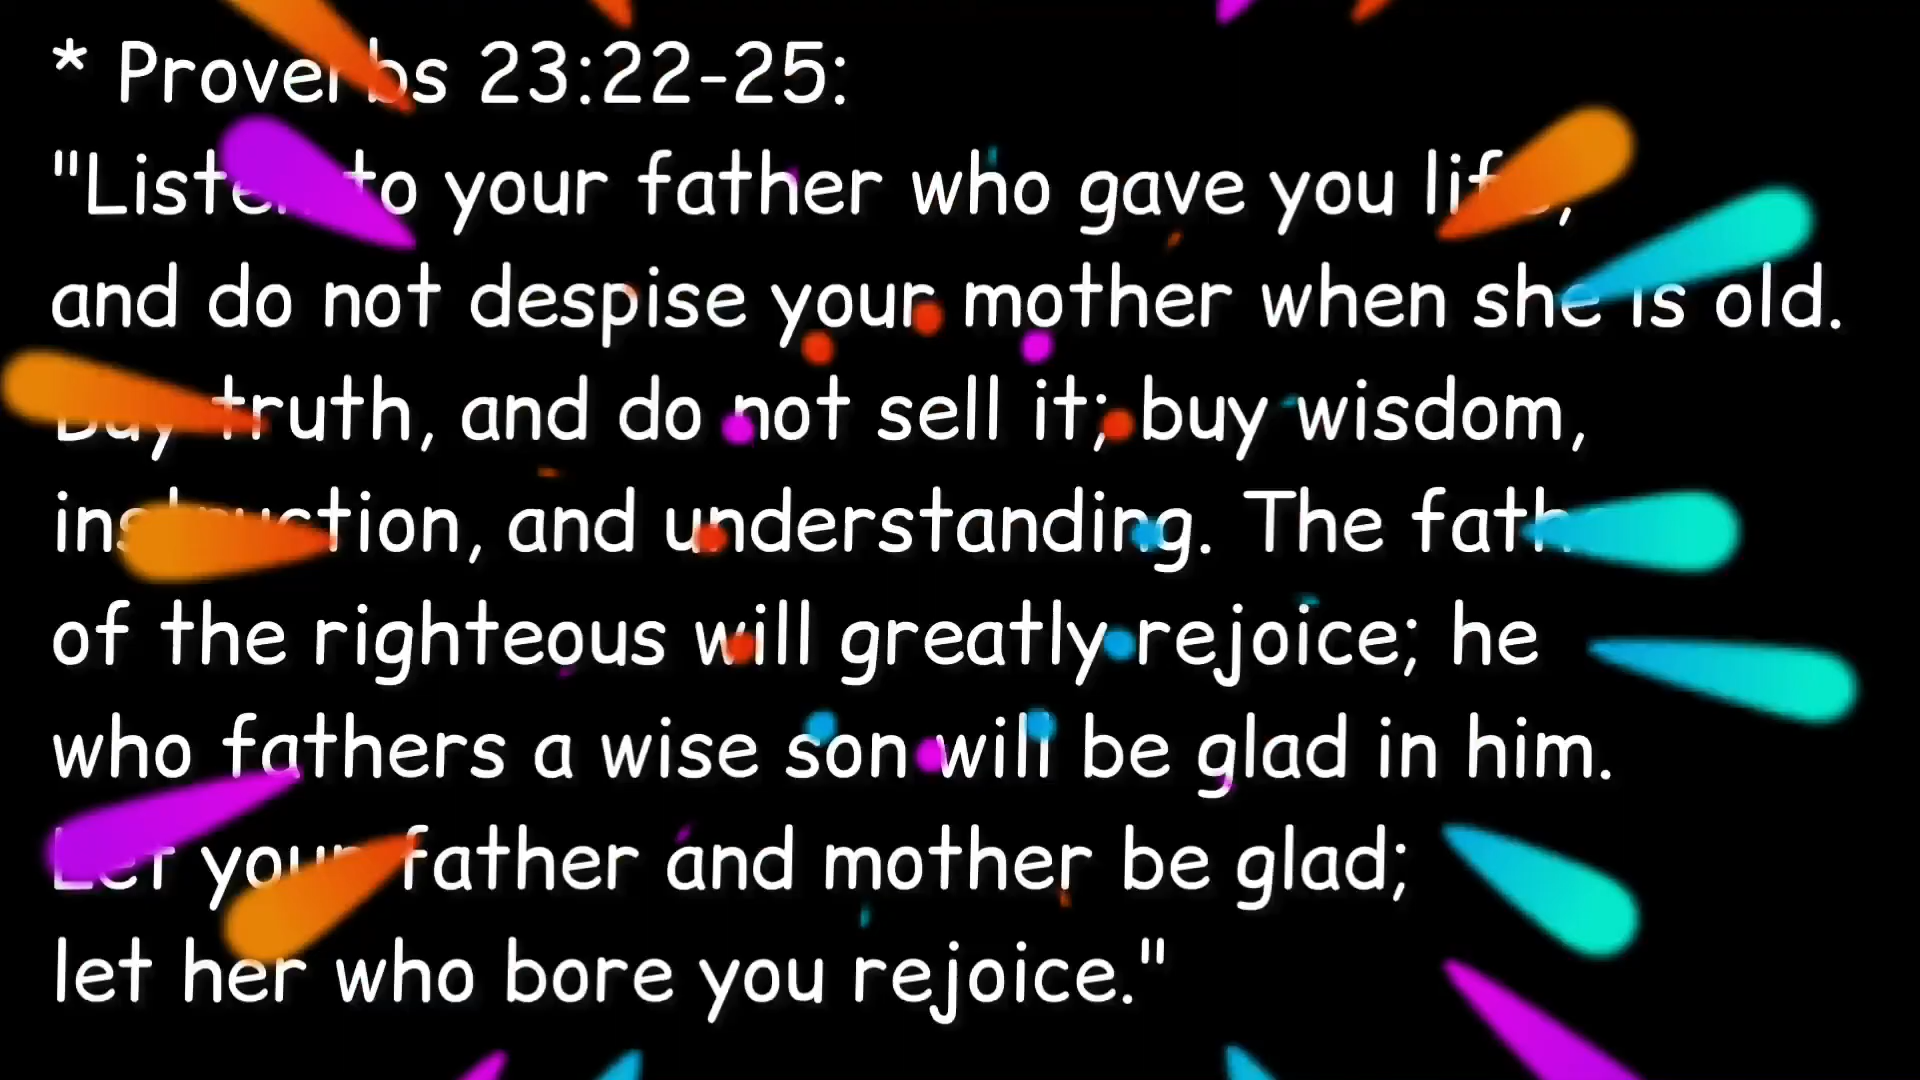 * Proverbs 23:22-25:
"Listen to your father who gave you life,
and do not despise your mother when she is old.
Buy truth, and do not sell it; buy wisdom,
instruction, and understanding. The father
of the righteous will greatly rejoice; he
who fathers a wise son will be glad in him.
Let your father and mother be glad;
let her who bore you rejoice."